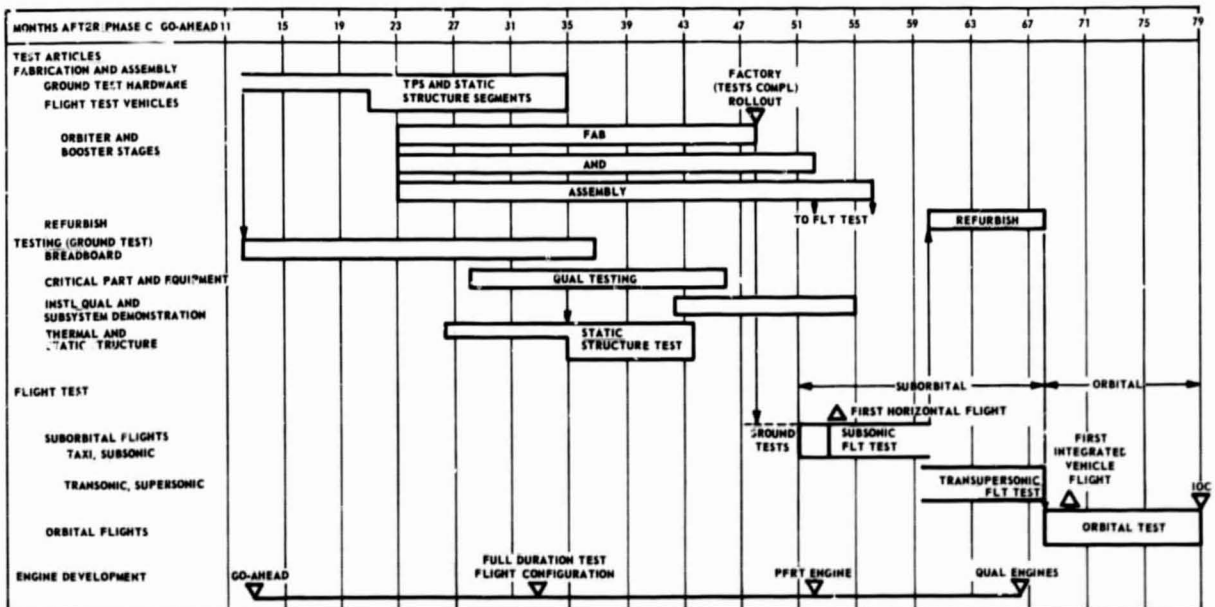 MONTHS AFTER PHASE C GO-AHEAD 11 15 19 23 27 31 35 39 43 47 51 55 59 63 67 71 75 79
TEST ARTICLES
FABRICATION AND ASSEMBLY
GROUND TEST HARDWARE
FLIGHT TEST VEHICLES
TPS AND STATIC
STRUCTURE SEGMENTS
FACTORY
(TESTS COMPL)
ROLLOUT
ORBITER AND
BOOSTER STAGES
FAB
AND
ASSEMBLY
TO FLT TEST
REFURBISH
REFURBISH
TESTING (GROUND TEST)
BREADBOARD
CRITICAL PART AND EQUIPMENT
QUAL TESTING
INSTL QUAL AND
SUBSYSTEM DEMONSTRATION
THERMAL AND
STATIC STRUCTURE
STATIC
STRUCTURE TEST
FLIGHT TEST
SUBORBITAL
ORBITAL
FIRST HORIZONTAL FLIGHT
SUBORBITAL FLIGHTS
TAXI, SUBSONIC
GROUND
TESTS
SUBSONIC
FLT TEST
FIRST
INTEGRATED
VEHICLE
FLIGHT
TRANSONIC, SUPERSONIC
TRANSUPERSONIC
FLT TEST
IOC
ORBITAL FLIGHTS
ORBITAL TEST
ENGINE DEVELOPMENT
GO-AHEAD
FULL DURATION TEST
FLIGHT CONFIGURATION
PFRT ENGINE
QUAL ENGINES